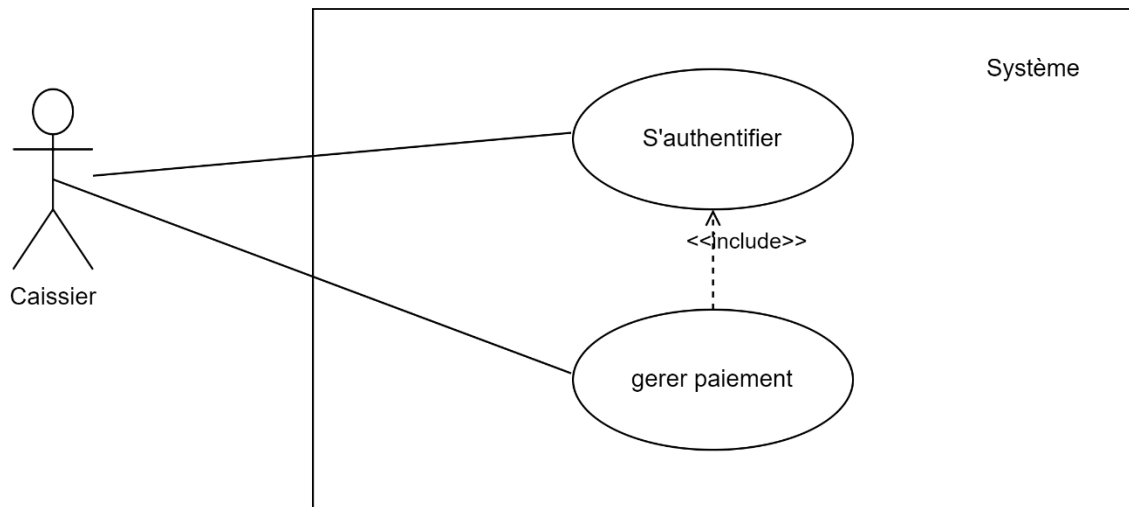 Système
S'authentifier
<<include>>
Caissier
gerer paiement